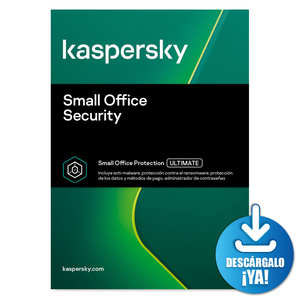 kaspersky
Small Office
Security
Small Office Protection ULTIMATE
Incluye anti-malware, protección contra el ransomware, protección
de los datos y métodos de pago, administrador de contraseñas
kaspersky.com
DESCÁRGALO
¡YA!